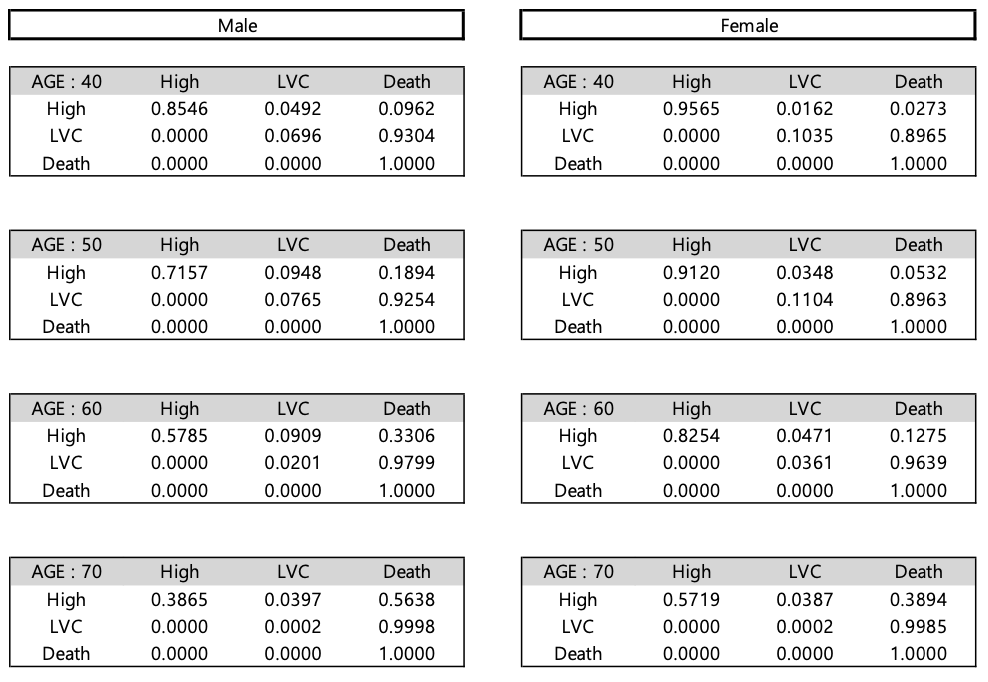 Male Female
AGE : 40 High LVC Death AGE : 40 High LVC Death
High 0.8546 0.0492 0.0962 High 0.9565 0.0162 0.0273
LVC 0.0000 0.0696 0.9304 LVC 0.0000 0.1035 0.8965
Death 0.0000 0.0000 1.0000 Death 0.0000 0.0000 1.0000
AGE : 50 High LVC Death AGE : 50 High LVC Death
High 0.7157 0.0948 0.1894 High 0.9120 0.0348 0.0532
LVC 0.0000 0.0765 0.9254 LVC 0.0000 0.1104 0.8963
Death 0.0000 0.0000 1.0000 Death 0.0000 0.0000 1.0000
AGE : 60 High LVC Death AGE : 60 High LVC Death
High 0.5785 0.0909 0.3306 High 0.8254 0.0471 0.1275
LVC 0.0000 0.0201 0.9799 LVC 0.0000 0.0361 0.9639
Death 0.0000 0.0000 1.0000 Death 0.0000 0.0000 1.0000
AGE : 70 High LVC Death AGE : 70 High LVC Death
High 0.3865 0.0397 0.5638 High 0.5719 0.0387 0.3894
LVC 0.0000 0.0002 0.9998 LVC 0.0000 0.0002 0.9985
Death 0.0000 0.0000 1.0000 Death 0.0000 0.0000 1.0000